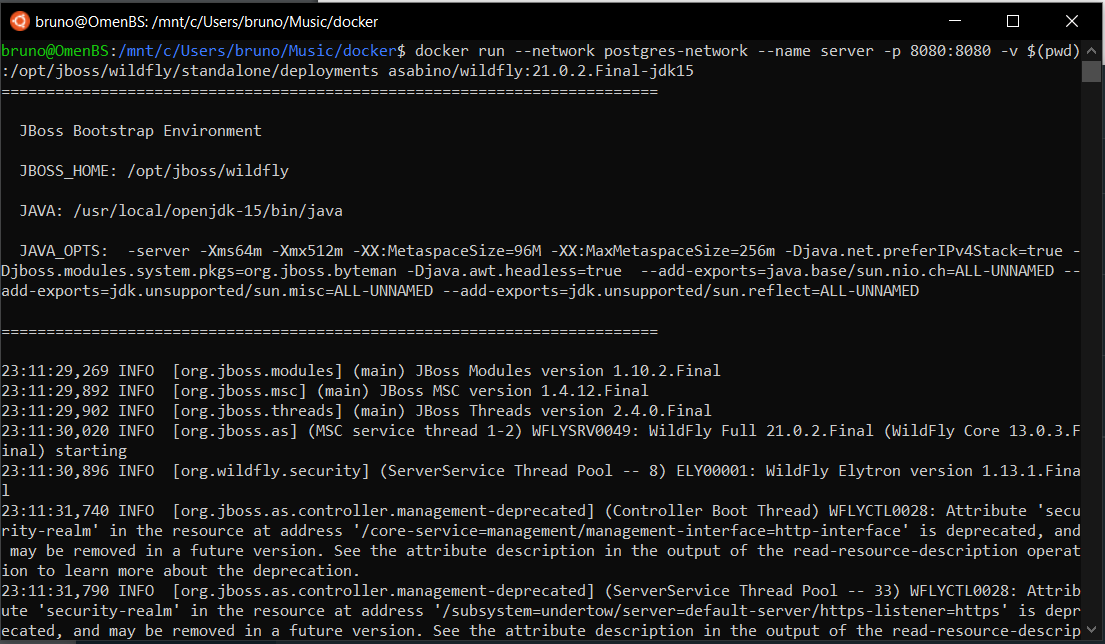 bruno@OmenBS: /mnt/c/Users/bruno/Music/docker
bruno@OmenBS:/mnt/c/Users/bruno/Music/docker$ docker run --network postgres-network --name server -p 8080:8080 -v $(pwd)
:/opt/jboss/wildfly/standalone/deployments asabino/wildfly:21.0.2.Final-jdk15
=========================================================================
JBoss Bootstrap Environment
JBOSS_HOME: /opt/jboss/wildfly
JAVA: /usr/local/openjdk-15/bin/java
JAVA_OPTS:  -server -Xms64m -Xmx512m -XX:MetaspaceSize=96M -XX:MaxMetaspaceSize=256m -Djava.net.preferIPv4Stack=true -
Djboss.modules.system.pkgs=org.jboss.byteman -Djava.awt.headless=true  --add-exports=java.base/sun.nio.ch=ALL-UNNAMED --
add-exports=jdk.unsupported/sun.misc=ALL-UNNAMED --add-exports=jdk.unsupported/sun.reflect=ALL-UNNAMED
=========================================================================
23:11:29,269 INFO  [org.jboss.modules] (main) JBoss Modules version 1.10.2.Final
23:11:29,892 INFO  [org.jboss.msc] (main) JBoss MSC version 1.4.12.Final
23:11:29,902 INFO  [org.jboss.threads] (main) JBoss Threads version 2.4.0.Final
23:11:30,020 INFO  [org.jboss.as] (MSC service thread 1-2) WFLYSRV0049: WildFly Full 21.0.2.Final (WildFly Core 13.0.3.F
inal) starting
23:11:30,896 INFO  [org.wildfly.security] (ServerService Thread Pool -- 8) ELY00001: WildFly Elytron version 1.13.1.Fina
l
23:11:31,740 INFO  [org.jboss.as.controller.management-deprecated] (Controller Boot Thread) WFLYCTL0028: Attribute 'secu
rity-realm' in the resource at address '/core-service=management/management-interface=http-interface' is deprecated, and
 may be removed in a future version. See the attribute description in the output of the read-resource-description operat
ion to learn more about the deprecation.
23:11:31,790 INFO  [org.jboss.as.controller.management-deprecated] (ServerService Thread Pool -- 33) WFLYCTL0028: Attrib
ute 'security-realm' in the resource at address '/subsystem=undertow/server=default-server/https-listener=https' is depr
ecated, and may be removed in a future version. See the attribute description in the output of the read-resource-descrip